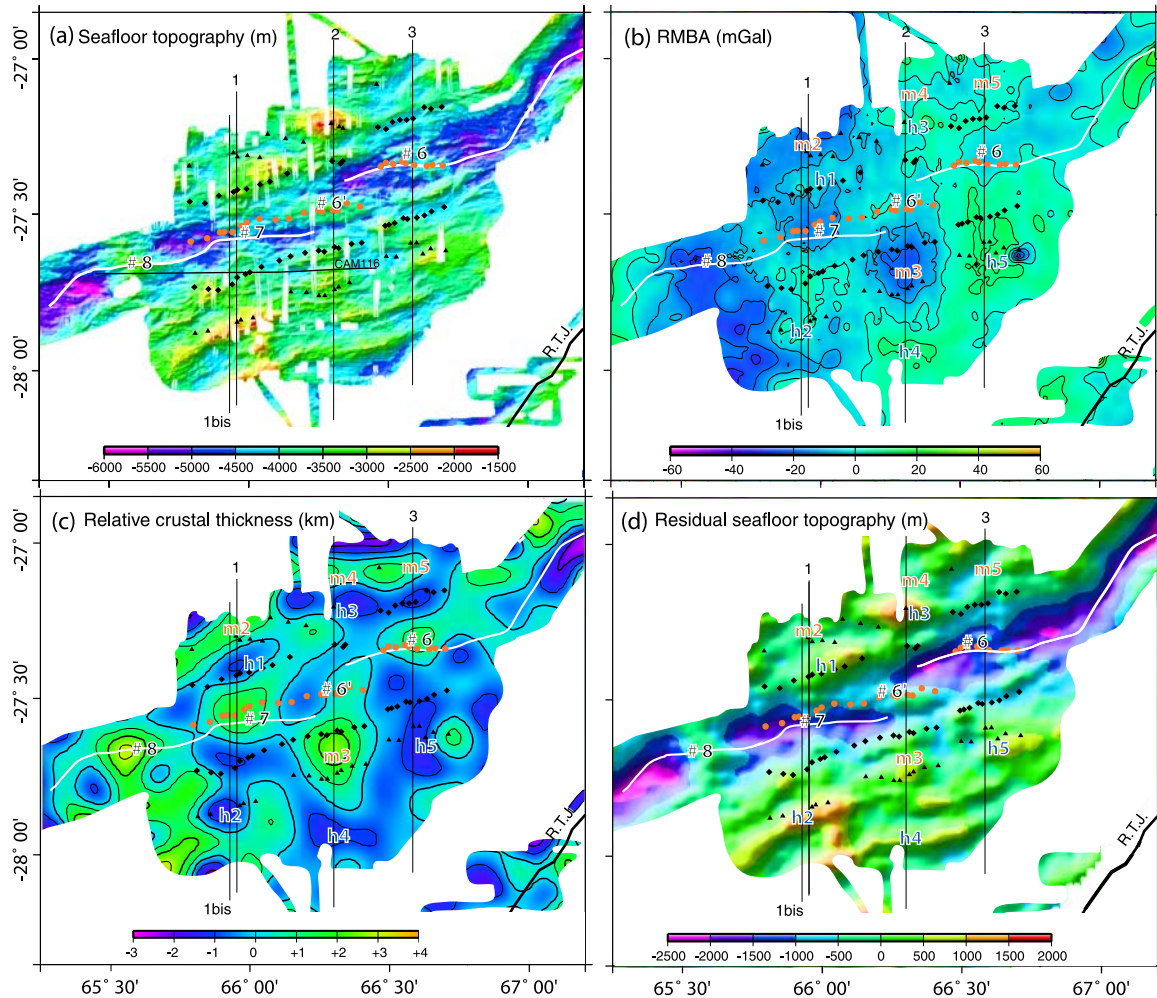 (a) Seafloor topography (m)
2
3
1
# 6
# 6'
# 7
# 8
CAM116
R.T.J.
1bis
-6000 -5500 -5000 -4500 -4000 -3500 -3000 -2500 -2000 -1500
-27° 00'
-27°30'
-28° 00'
(b) RMBA (mGal)
2
3
1
m5
m4
h3
m2
# 6
h1
# 6'
# 7
# 8
m3
h5
h2
h4
R.T.J.
1bis
-60 -40 -20 0 20 40 60
(c) Relative crustal thickness (km)
3
1
m4 m5
h3
m2
# 6
h1
# 6'
# 7
# 8
m3
h5
h2
h4
R.T.J.
1bis
-3 -2 -1 0 +1 +2 +3 +4
-27° 00'
-27°30'
-28° 00'
65° 30' 66° 00' 66° 30' 67° 00'
(d) Residual seafloor topography (m)
3
1
m5
m4
h3
m2
# 6
h1
# 6'
# 7
# 8
m3
h5
h2
h4
R.T.J.
1bis
-2500 -2000 -1500 -1000 -500 0 500 1000 1500 2000
65° 30' 66° 00' 66° 30' 67° 00'